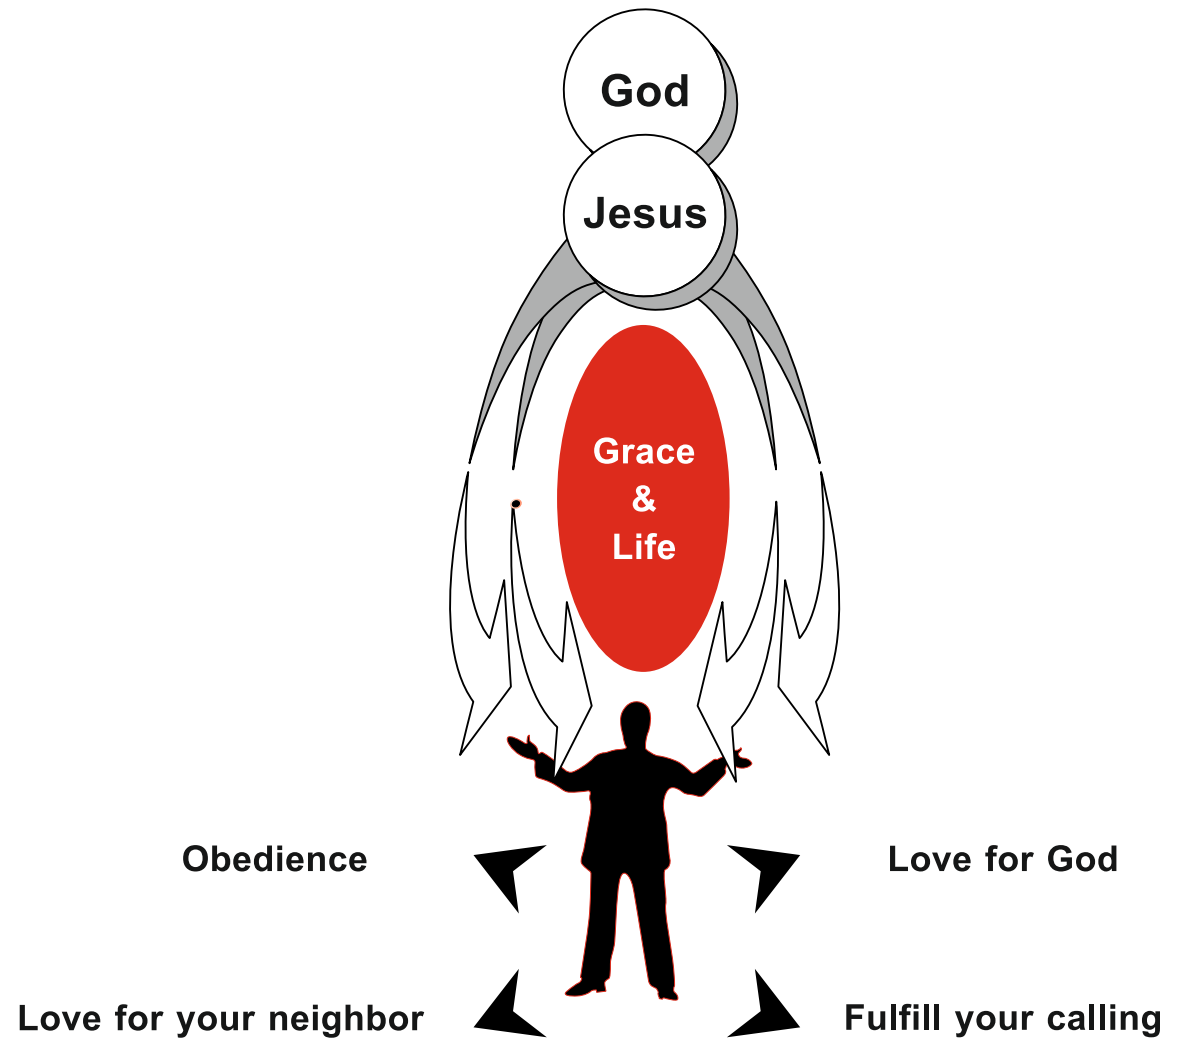 God
Jesus
Grace
&
Life
Obedience
Love for God
Love for your neighbor
Fulfill your calling